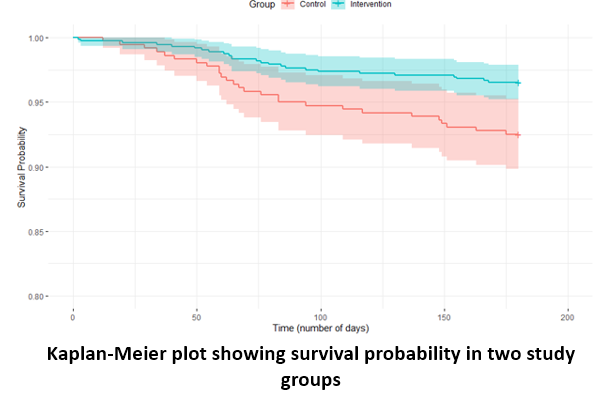 Group Control Intervention
1.00
0.95
0.90
0.85
0.80
Survival Probability
0 50 100 150 200
Time (number of days)
Kaplan-Meier plot showing survival probability in two study
groups